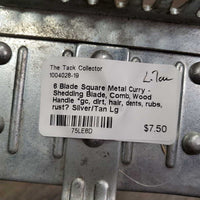 The Tack Collector
1004028-19
6 Blade Square Metal Curry -
Shedding Blade, Comb, Wood
Handle *gc, dirt, hair, dents, rubs,
rust? Silver/Tan Lg
75LE8D
$7.50